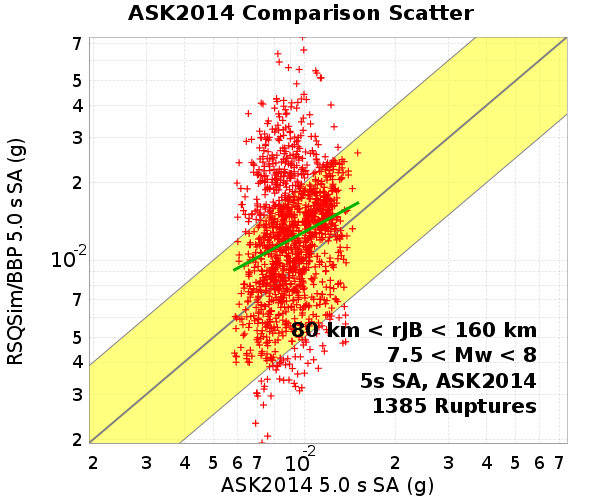 ASK2014 Comparison Scatter
RSQSim/BBP 5.0 s SA (g)
7
5
4
3
2
10-2
7
5
4
3
2
80 km < rJB < 160 km
7.5 < Mw < 8
5s SA, ASK2014
1385 Ruptures
2 3 4 5 6 7 10-2 2 3 4 5 6 7
ASK2014 5.0 s SA (g)